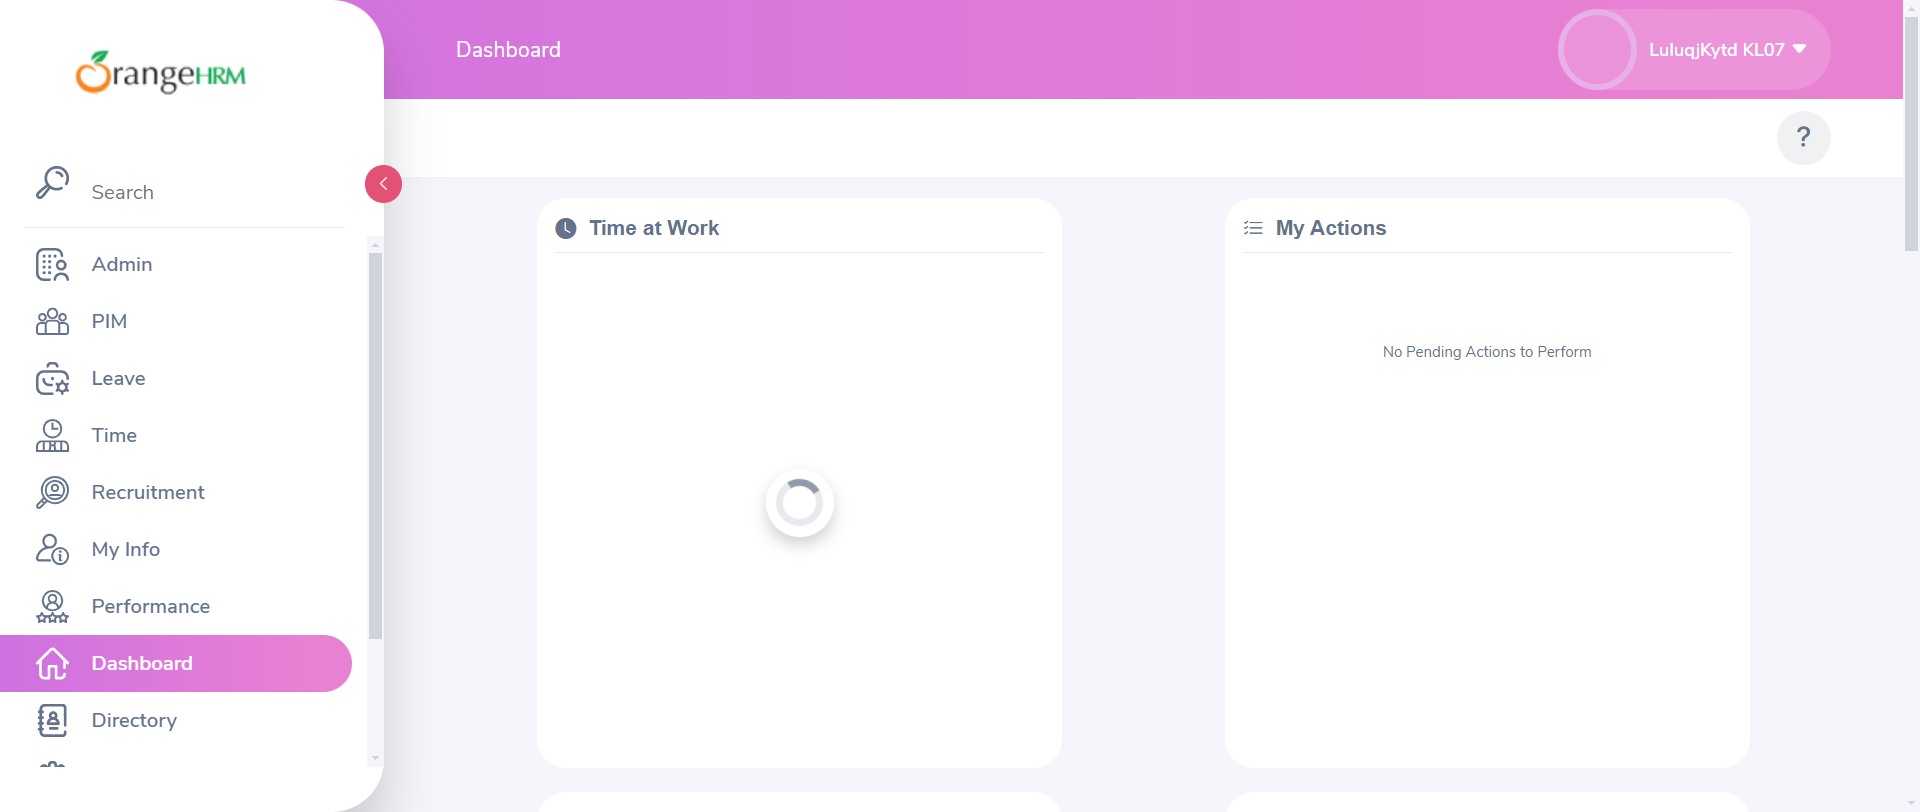 OrangeHRM
Search
Admin
PIM
Leave
Time
Recruitment
My Info
Performance
Dashboard
Directory
Dashboard
LuluqjKytd KL07
?
Time at Work
My Actions
No Pending Actions to Perform